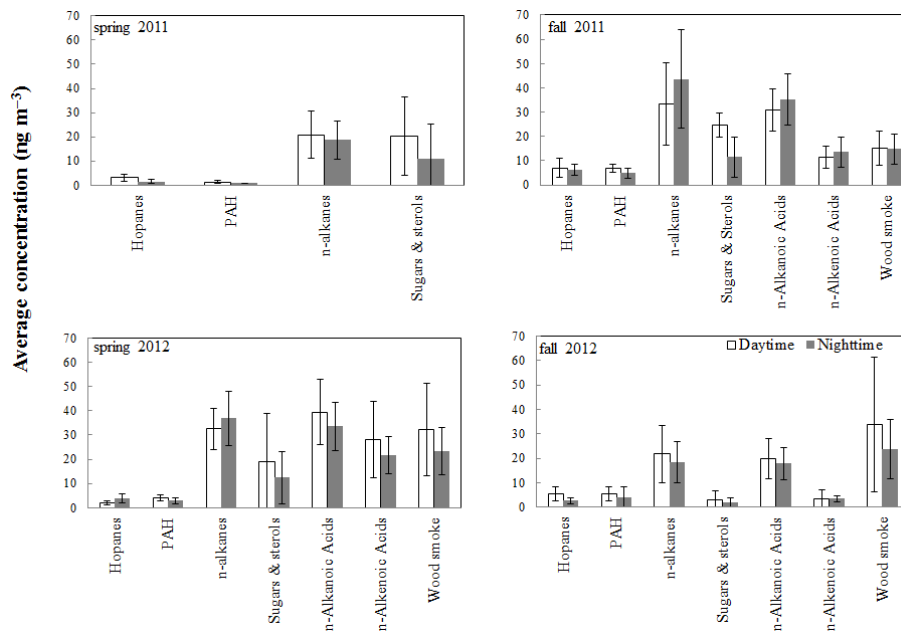 Average concentration (ng m⁻³)
spring 2011
70
60
50
40
30
20
10
0
Hopanes
PAH
n-alkanes
Sugars & sterols
fall 2011
70
60
50
40
30
20
10
0
Hopanes
PAH
n-alkanes
Sugars & Sterols
n-Alkanoic Acids
n-Alkenoic Acids
Wood smoke
spring 2012
70
60
50
40
30
20
10
0
Hopanes
PAH
n-alkanes
Sugars & sterols
n-Alkanoic Acids
n-Alkenoic Acids
Wood smoke
fall 2012
Daytime Nighttime
70
60
50
40
30
20
10
0
Hopanes
PAH
n-alkanes
Sugars & sterols
n-Alkanoic Acids
n-Alkenoic Acids
Wood smoke